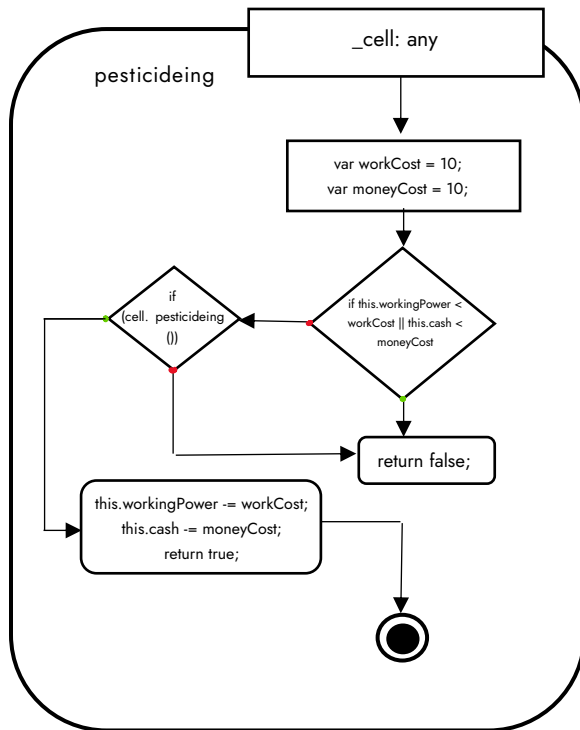 _cell: any
pesticideing
var workCost = 10;
var moneyCost = 10;
if this.workingPower <
workCost || this.cash <
moneyCost
if
(cell. pesticideing
())
return false;
this.workingPower -= workCost;
this.cash -= moneyCost;
return true;